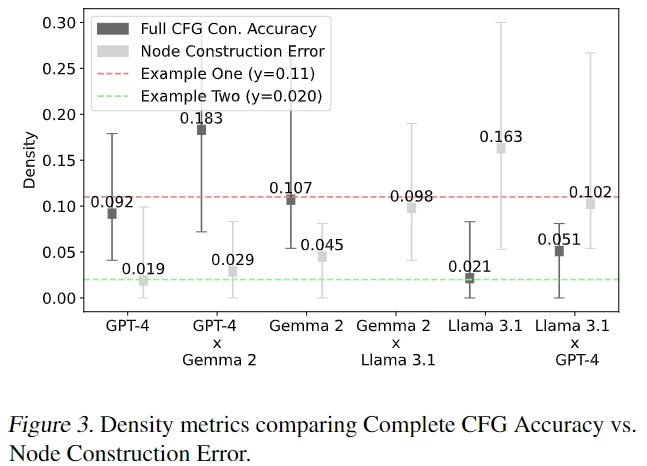 0.30
0.25
0.20
0.15
0.10
0.05
0.00
Density
Full CFG Con. Accuracy
Node Construction Error
Example One (y=0.11)
Example Two (y=0.020)
0.092
0.019
0.183
0.029
0.107
0.045
0.098
0.021
0.163
0.051
0.102
GPT-4
GPT-4
x
Gemma 2
Gemma 2
Gemma 2
x
Llama 3.1
Llama 3.1
Llama 3.1
x
GPT-4
Figure 3. Density metrics comparing Complete CFG Accuracy vs.
Node Construction Error.